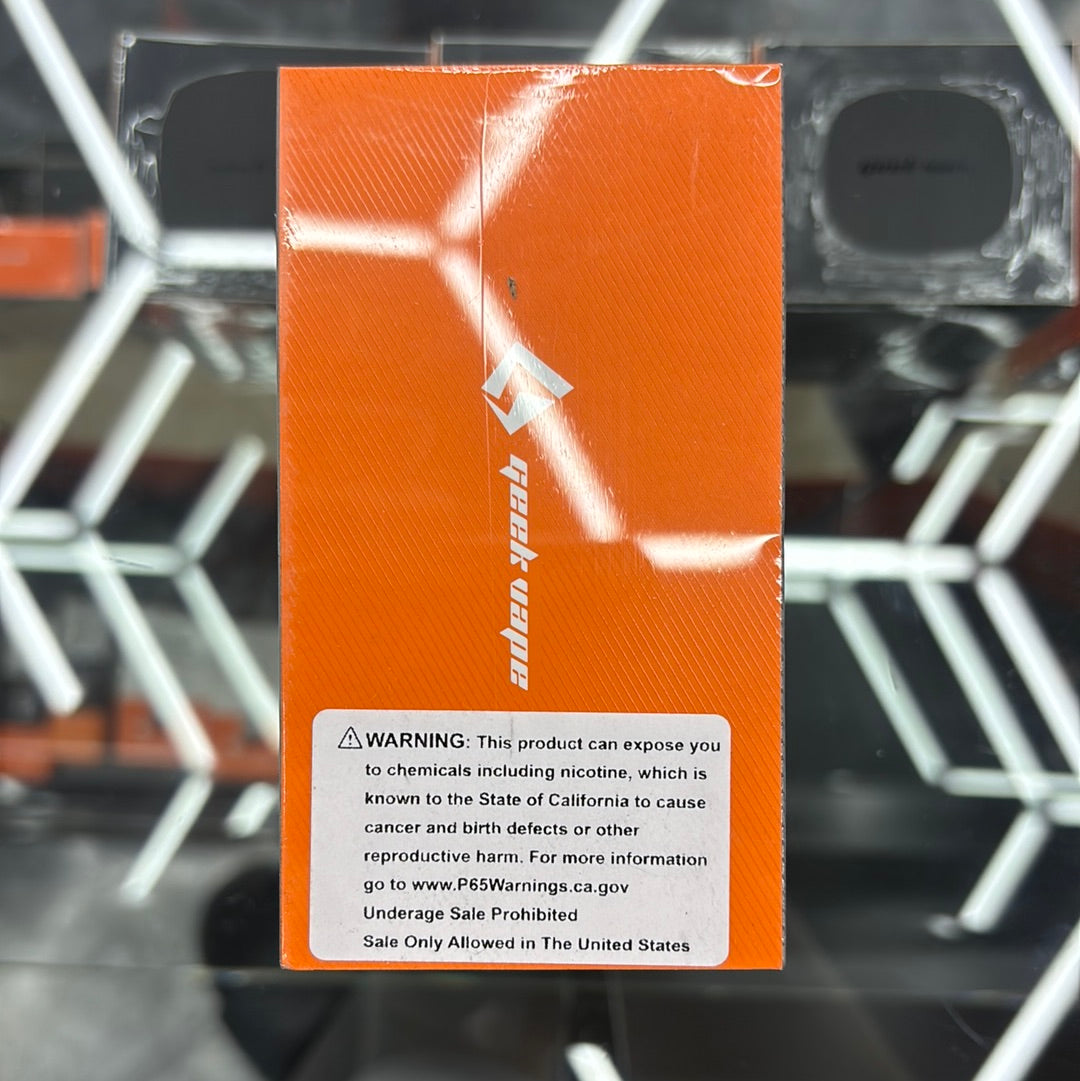 geek vape
WARNING: This product can expose you
to chemicals including nicotine, which is
known to the State of California to cause
cancer and birth defects or other
reproductive harm. For more information
go to www.P65Warnings.ca.gov
Underage Sale Prohibited
Sale Only Allowed in The United States